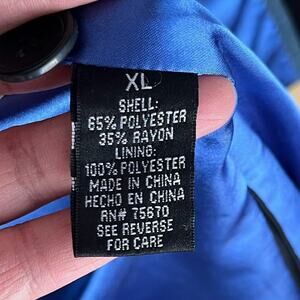 XL
SHELL:
65% POLYESTER
35% RAYON
LINING:
100% POLYESTER
MADE IN CHINA
HECHO EN CHINA
RN# 75670
SEE REVERSE
FOR CARE